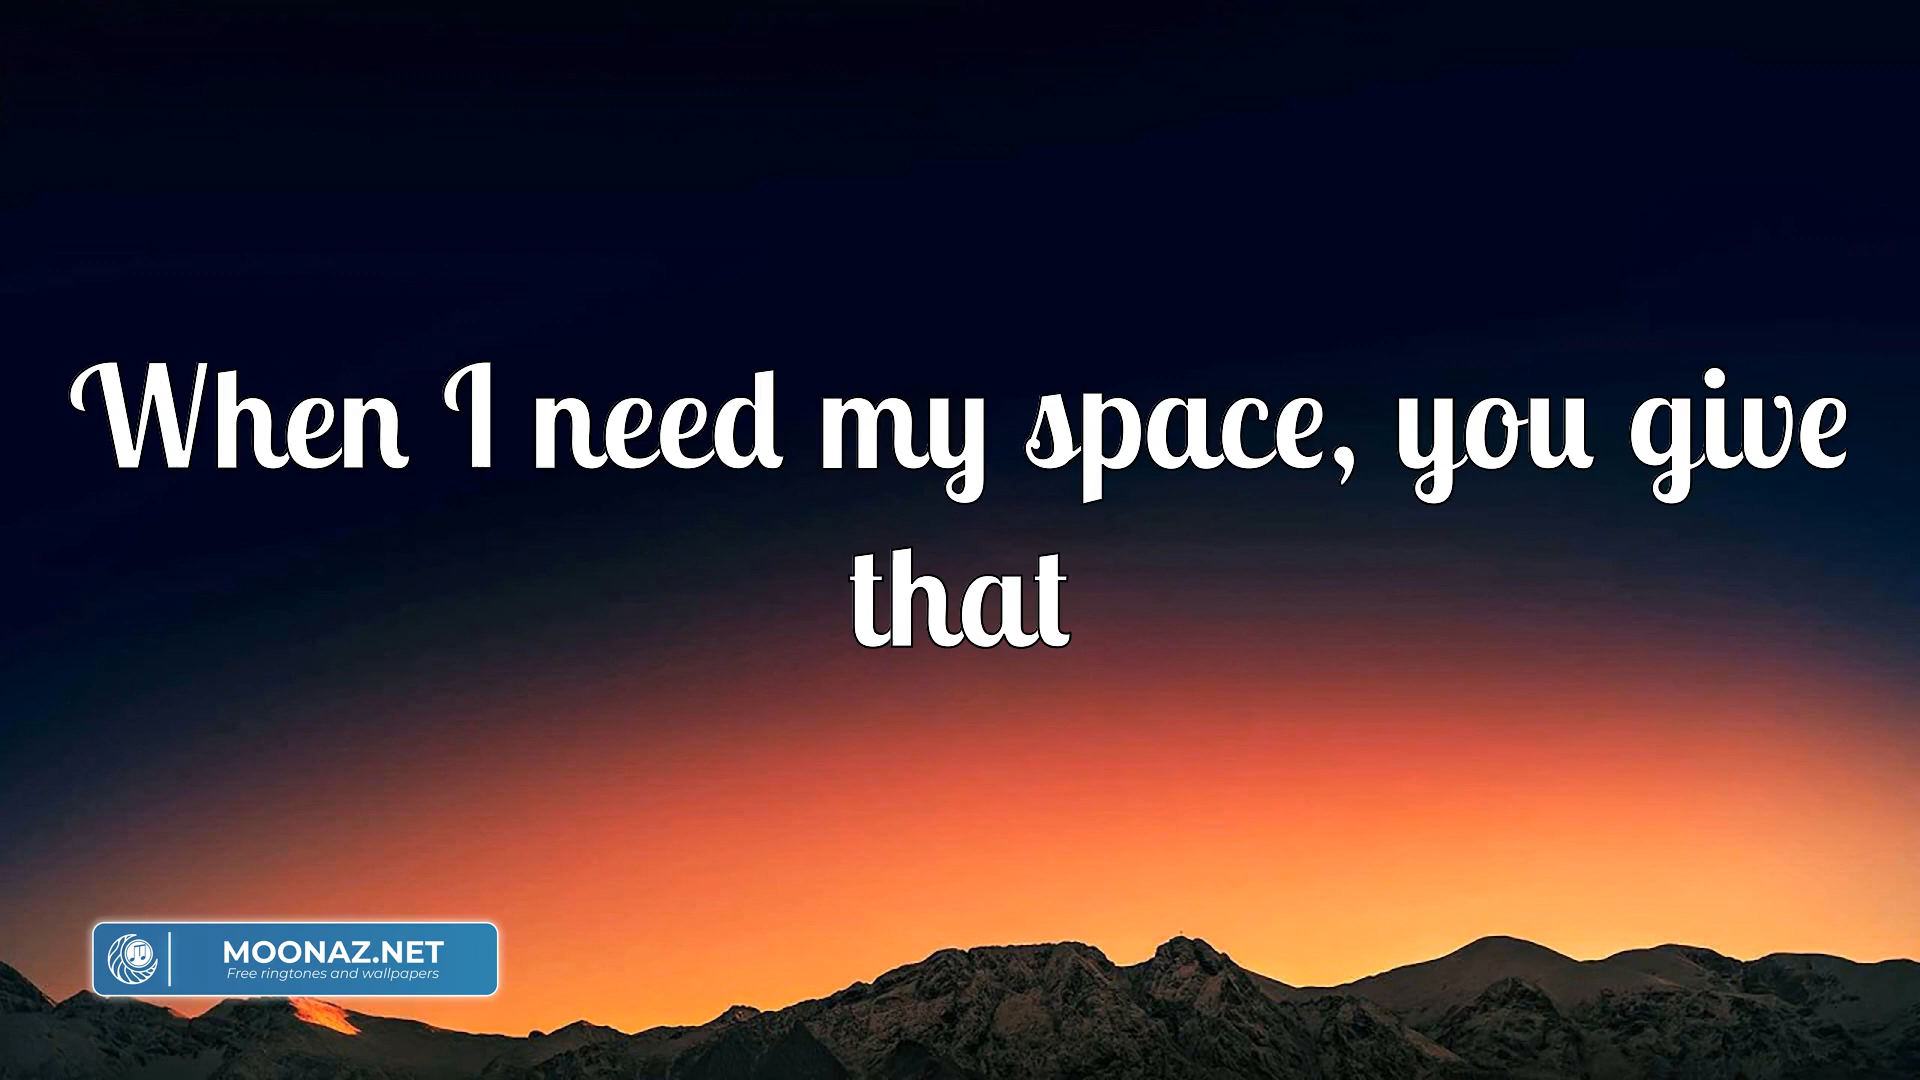 When I need my space, you give
that
MOONAZ.NET
Free ringtones and wallpapers